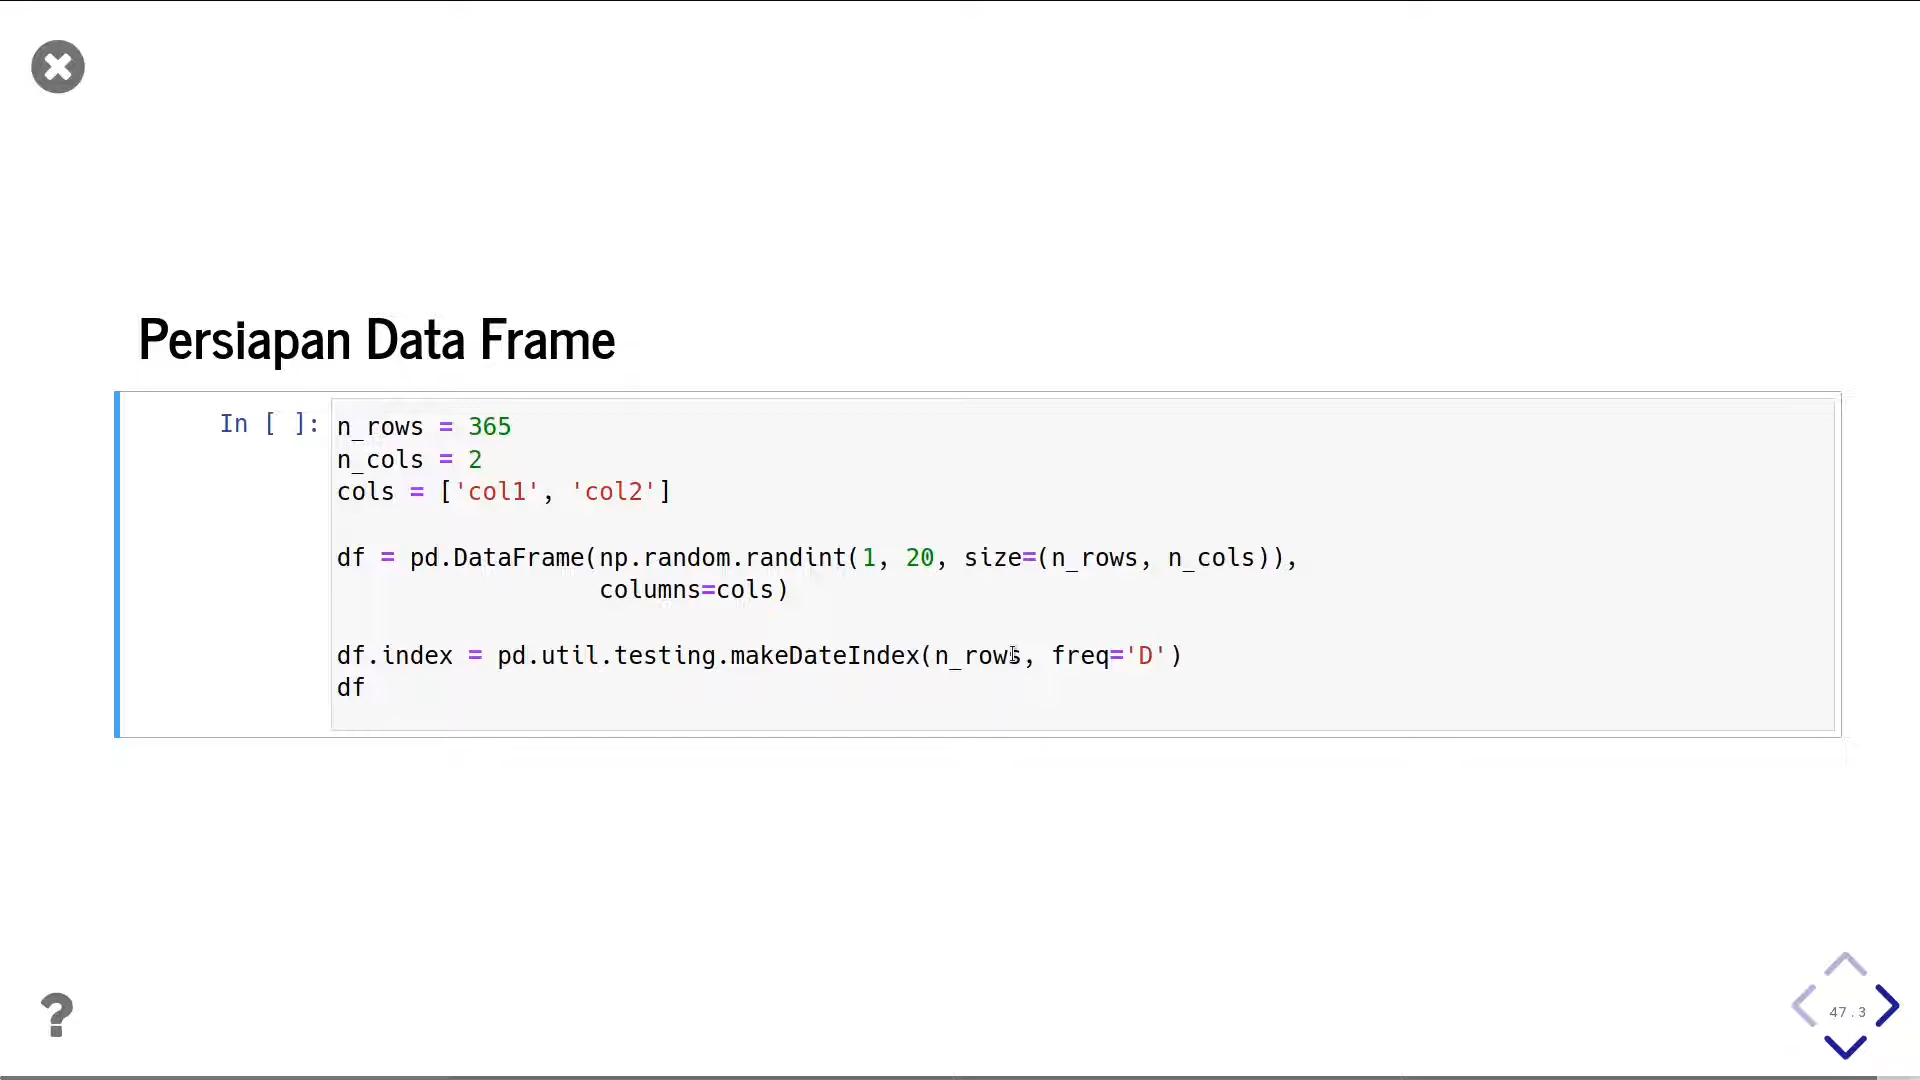 Persiapan Data Frame
In [ ]:
n_rows = 365
n_cols = 2
cols = ['col1', 'col2']
df = pd.DataFrame(np.random.randint(1, 20, size=(n_rows, n_cols)),
columns=cols)
df.index = pd.util.testing.makeDateIndex(n_rows, freq='D')
df
?
47.3